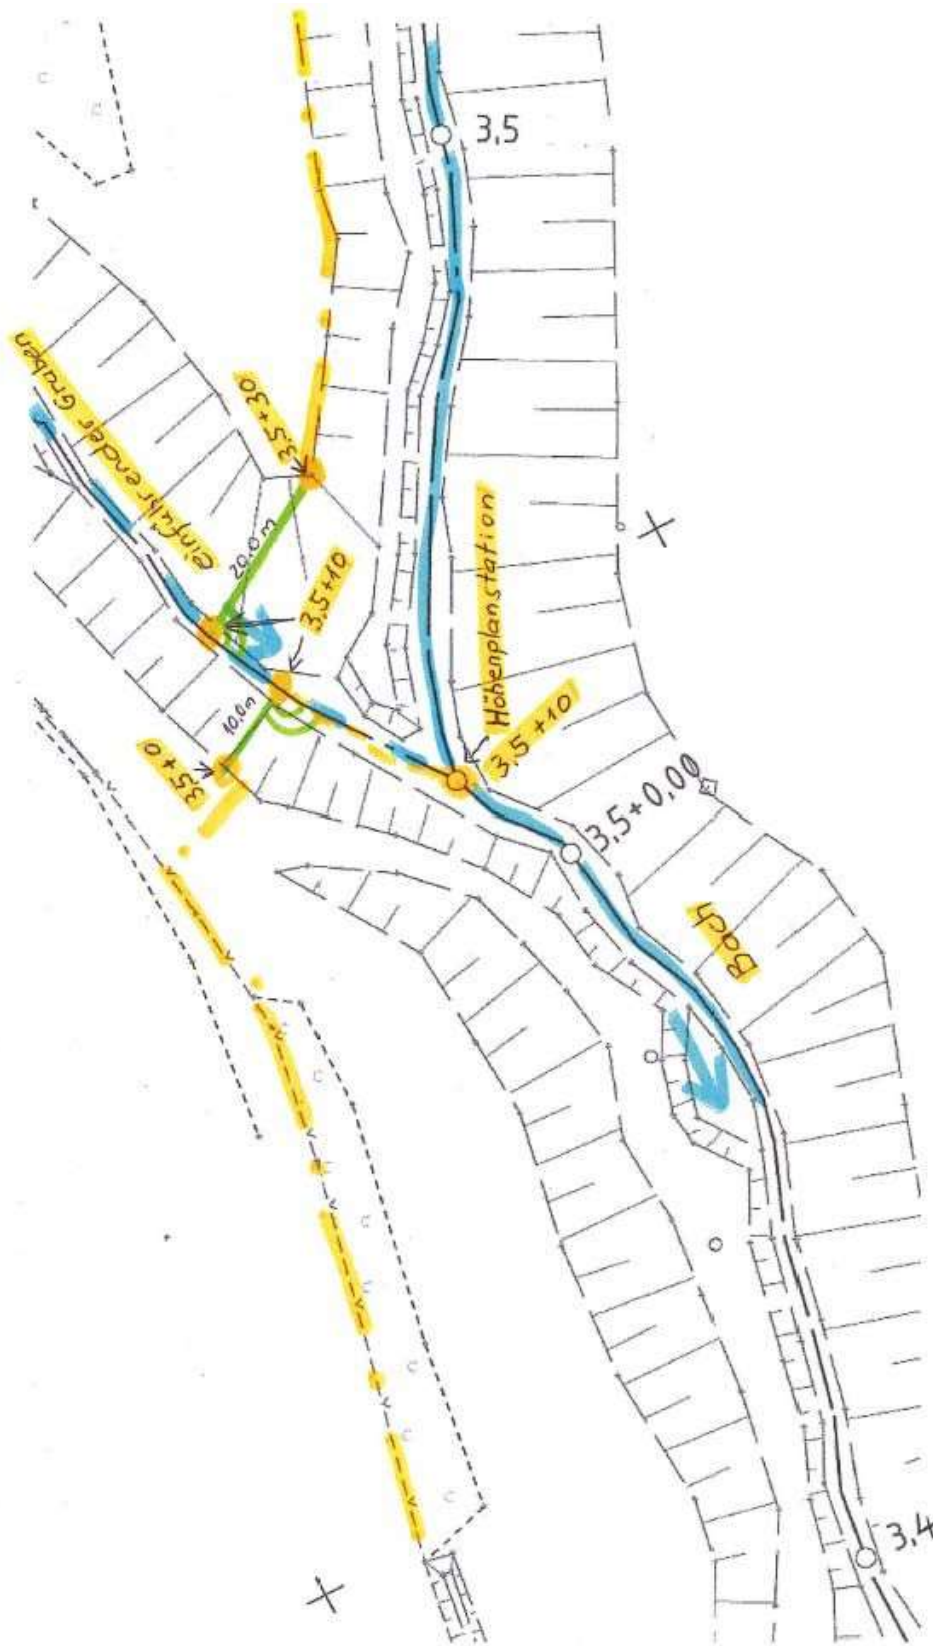 3,5
einführender Graben
3,5+30
20,0 m
3,5+10
Höhenplanstation
3,5+10
10,0m
3,5+0
3,5+0,00
Bach
3,4